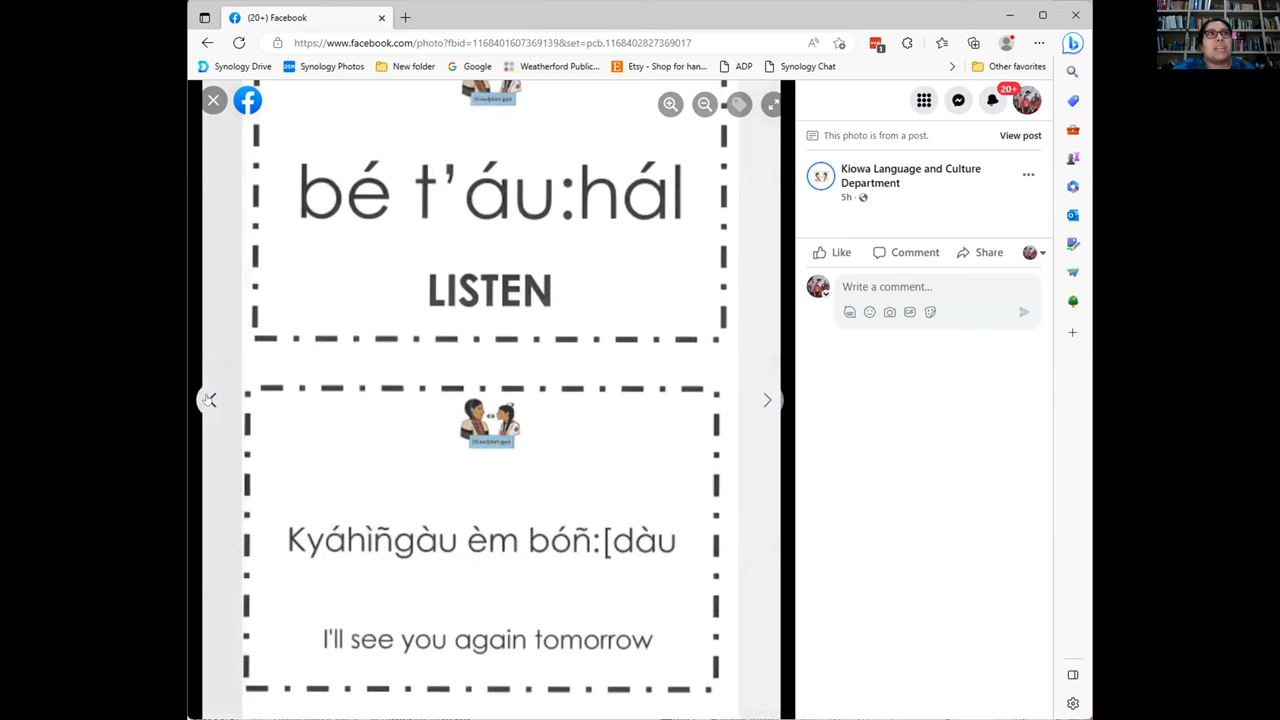 (20+) Facebook
https://www.facebook.com/photo?fbid=1168401607369139&set=pcb.1168402827369017
Synology Drive
Synology Photos
New folder
Google
Weatherford Public...
Etsy - Shop for han...
ADP
Synology Chat
Other favorites
bé t’áu:hál
LISTEN
Kyáhìñgàu èm bóñ:[dàu
I'll see you again tomorrow
20+
This photo is from a post.
View post
Kiowa Language and Culture
Department
5h
Like
Comment
Share
Write a comment...